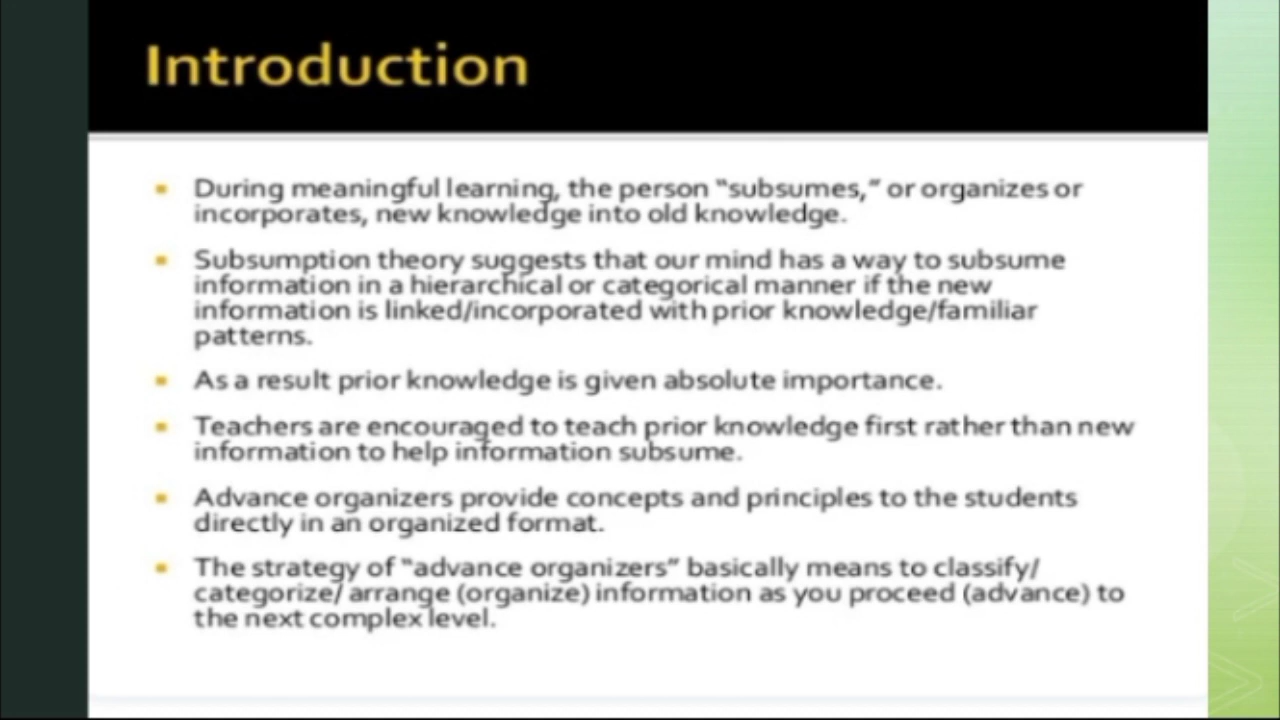 Introduction
During meaningful learning, the person “subsumes,” or organizes or
incorporates, new knowledge into old knowledge.
Subsumption theory suggests that our mind has a way to subsume
information in a hierarchical or categorical manner if the new
information is linked/incorporated with prior knowledge/familiar
patterns.
As a result prior knowledge is given absolute importance.
Teachers are encouraged to teach prior knowledge first rather than new
information to help information subsume.
Advance organizers provide concepts and principles to the students
directly in an organized format.
The strategy of “advance organizers” basically means to classify/
categorize/ arrange (organize) information as you proceed (advance) to
the next complex level.